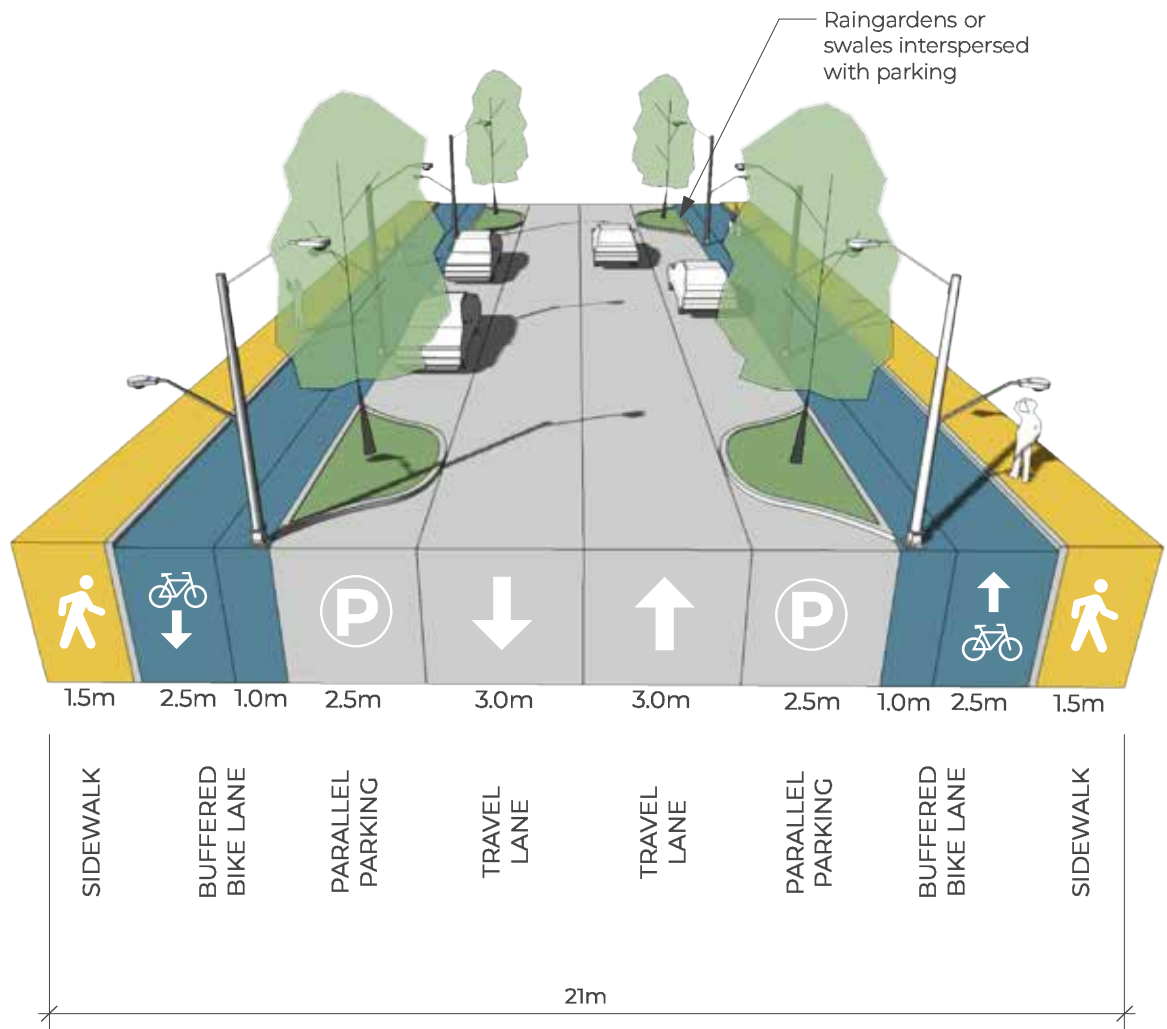 Raingardens or
swales interspersed
with parking
P
P
1.5m 2.5m 1.0m 2.5m 3.0m 3.0m 2.5m 1.0m 2.5m 1.5m
SIDEWALK
BUFFERED
BIKE LANE
PARALLEL
PARKING
TRAVEL
LANE
TRAVEL
LANE
PARALLEL
PARKING
BUFFERED
BIKE LANE
SIDEWALK
21m